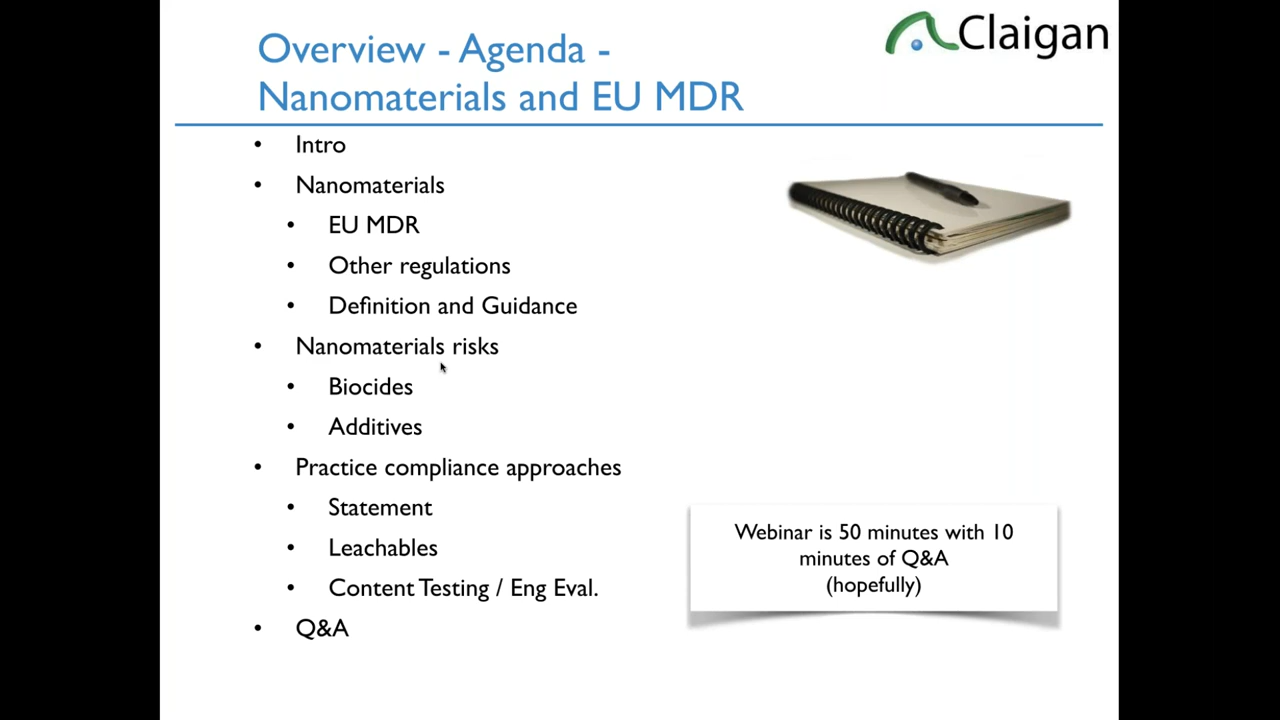 Overview - Agenda -
Nanomaterials and EU MDR
Claigan
• Intro
• Nanomaterials
• EU MDR
• Other regulations
• Definition and Guidance
• Nanomaterials risks
• Biocides
• Additives
• Practice compliance approaches
• Statement
• Leachables
• Content Testing / Eng Eval.
• Q&A
Webinar is 50 minutes with 10
minutes of Q&A
(hopefully)